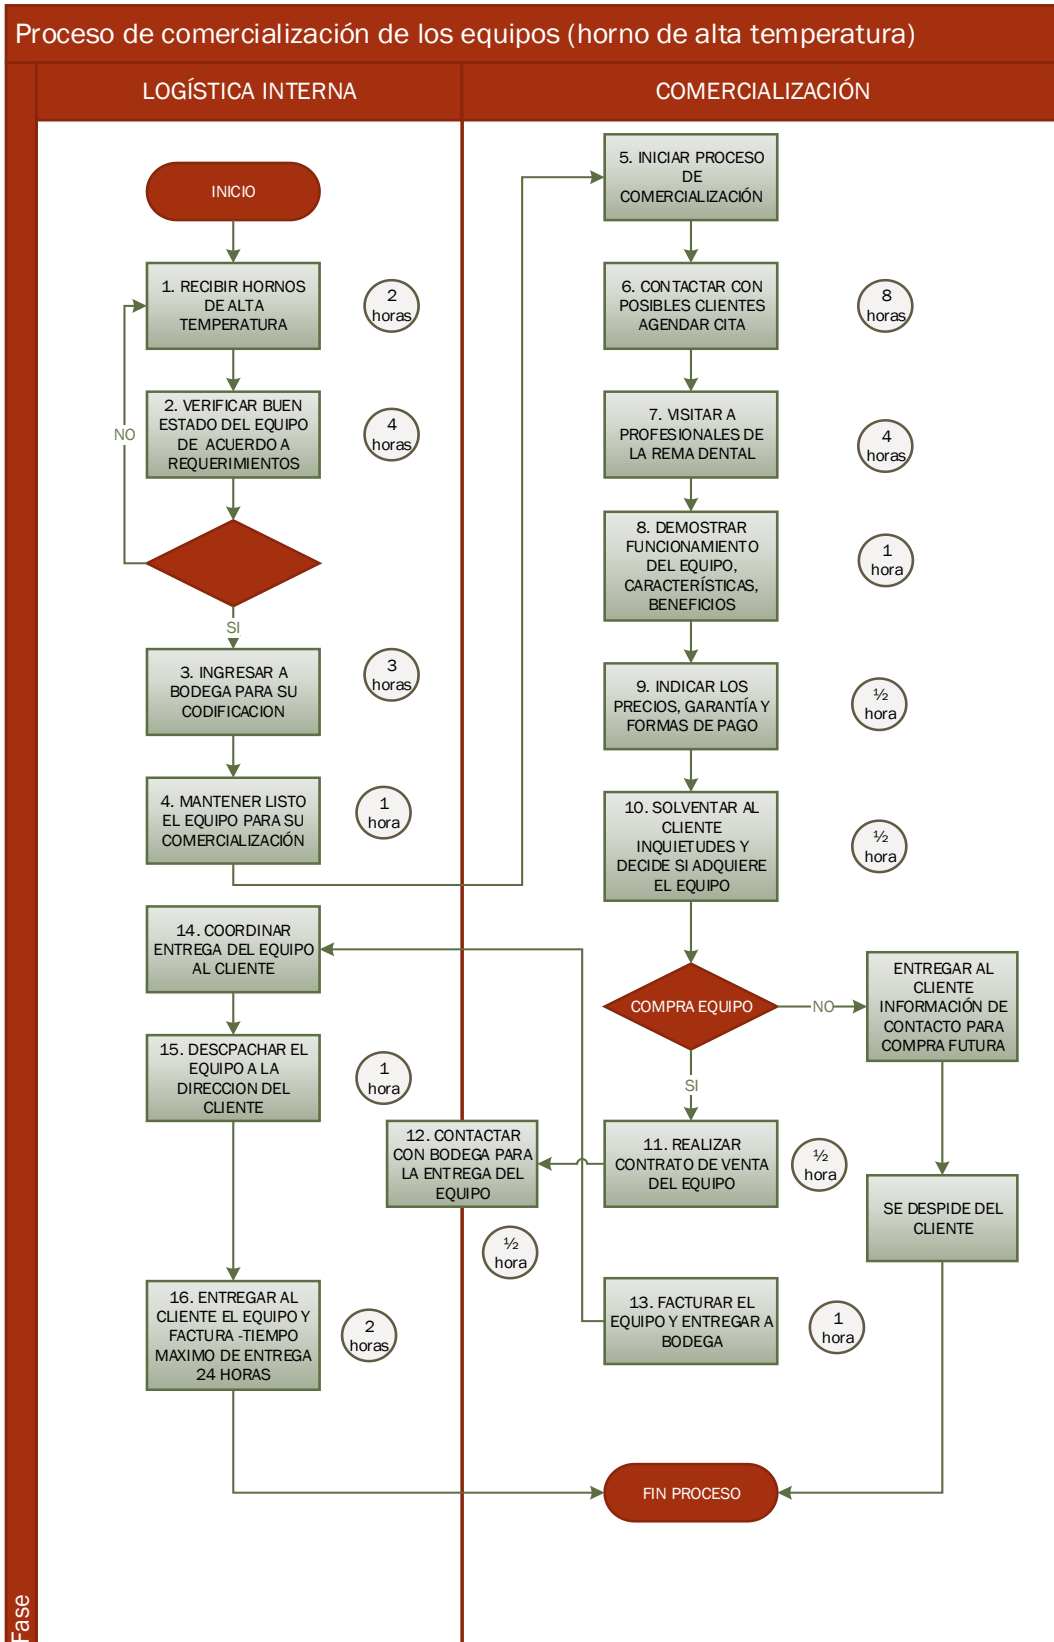 Proceso de comercialización de los equipos (horno de alta temperatura)
LOGÍSTICA INTERNA
COMERCIALIZACIÓN
INICIO
1. RECIBIR HORNOS
DE ALTA
TEMPERATURA
2
horas
2. VERIFICAR BUEN
ESTADO DEL EQUIPO
DE ACUERDO A
REQUERIMIENTOS
4
horas
NO
SI
3. INGRESAR A
BODEGA PARA SU
CODIFICACION
3
horas
4. MANTENER LISTO
EL EQUIPO PARA SU
COMERCIALIZACIÓN
1
hora
5. INICIAR PROCESO
DE
COMERCIALIZACIÓN
6. CONTACTAR CON
POSIBLES CLIENTES
AGENDAR CITA
8
horas
7. VISITAR A
PROFESIONALES DE
LA REMA DENTAL
4
horas
8. DEMOSTRAR
FUNCIONAMIENTO
DEL EQUIPO,
CARACTERÍSTICAS,
BENEFICIOS
1
hora
9. INDICAR LOS
PRECIOS, GARANTÍA Y
FORMAS DE PAGO
½
hora
10. SOLVENTAR AL
CLIENTE
INQUIETUDES Y
DECIDE SI ADQUIERE
EL EQUIPO
½
hora
COMPRA EQUIPO
NO
ENTREGAR AL
CLIENTE
INFORMACIÓN DE
CONTACTO PARA
COMPRA FUTURA
SE DESPIDE DEL
CLIENTE
SI
11. REALIZAR
CONTRATO DE VENTA
DEL EQUIPO
½
hora
12. CONTACTAR
CON BODEGA PARA
LA ENTREGA DEL
EQUIPO
½
hora
13. FACTURAR EL
EQUIPO Y ENTREGAR A
BODEGA
1
hora
14. COORDINAR
ENTREGA DEL EQUIPO
AL CLIENTE
15. DESCPACHAR EL
EQUIPO A LA
DIRECCION DEL
CLIENTE
1
hora
16. ENTREGAR AL
CLIENTE EL EQUIPO Y
FACTURA -TIEMPO
MAXIMO DE ENTREGA
24 HORAS
2
horas
FIN PROCESO
Fase